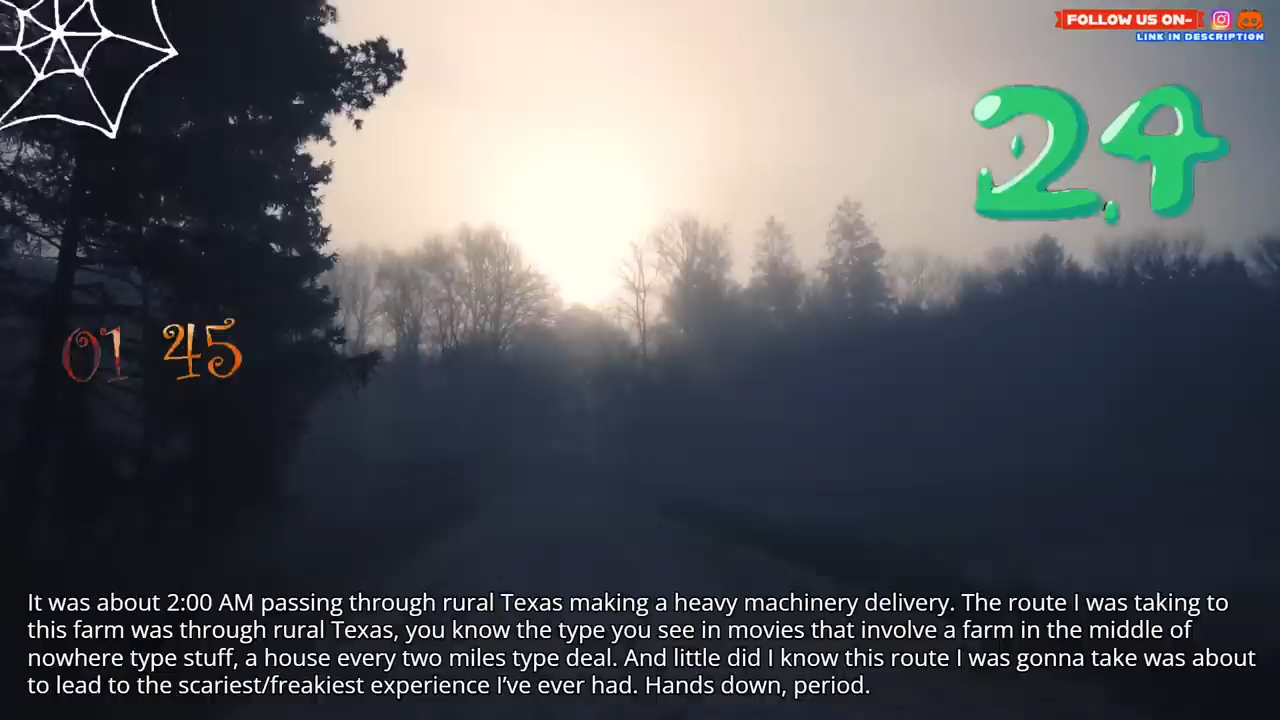 FOLLOW US ON-
LINK IN DESCRIPTION
24
01 45
It was about 2:00 AM passing through rural Texas making a heavy machinery delivery. The route I was taking to
this farm was through rural Texas, you know the type you see in movies that involve a farm in the middle of
nowhere type stuff, a house every two miles type deal. And little did I know this route I was gonna take was about
to lead to the scariest/freakiest experience I’ve ever had. Hands down, period.